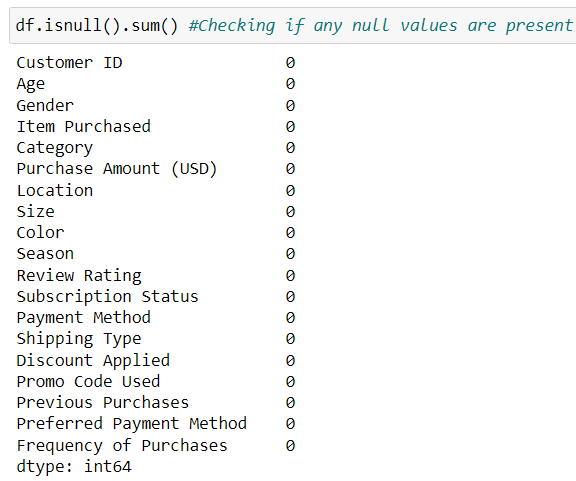 df.isnull().sum() #Checking if any null values are present
Customer ID 0
Age 0
Gender 0
Item Purchased 0
Category 0
Purchase Amount (USD) 0
Location 0
Size 0
Color 0
Season 0
Review Rating 0
Subscription Status 0
Payment Method 0
Shipping Type 0
Discount Applied 0
Promo Code Used 0
Previous Purchases 0
Preferred Payment Method 0
Frequency of Purchases 0
dtype: int64